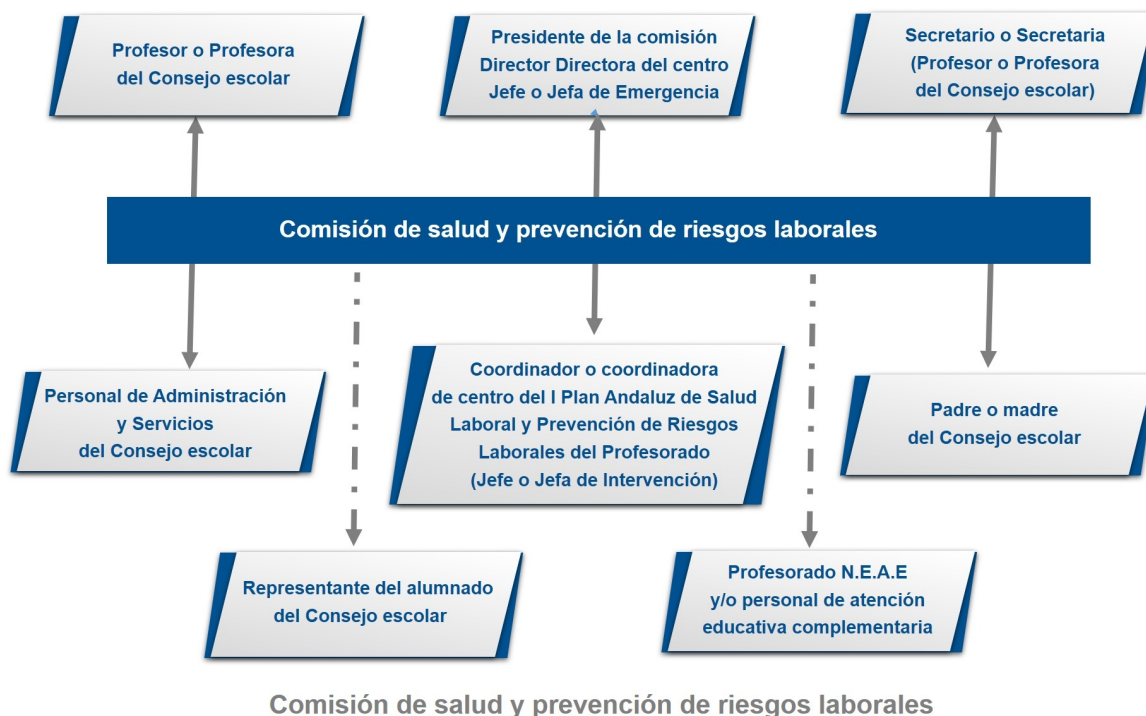 Profesor o Profesora
del Consejo escolar
Presidente de la comisión
Director Directora del centro
Jefe o Jefa de Emergencia
Secretario o Secretaria
(Profesor o Profesora
del Consejo escolar)
Comisión de salud y prevención de riesgos laborales
Personal de Administración
y Servicios
del Consejo escolar
Coordinador o coordinadora
de centro del I Plan Andaluz de Salud
Laboral y Prevención de Riesgos
Laborales del Profesorado
(Jefe o Jefa de Intervención)
Padre o madre
del Consejo escolar
Representante del alumnado
del Consejo escolar
Profesorado N.E.A.E
y/o personal de atención
educativa complementaria
Comisión de salud y prevención de riesgos laborales